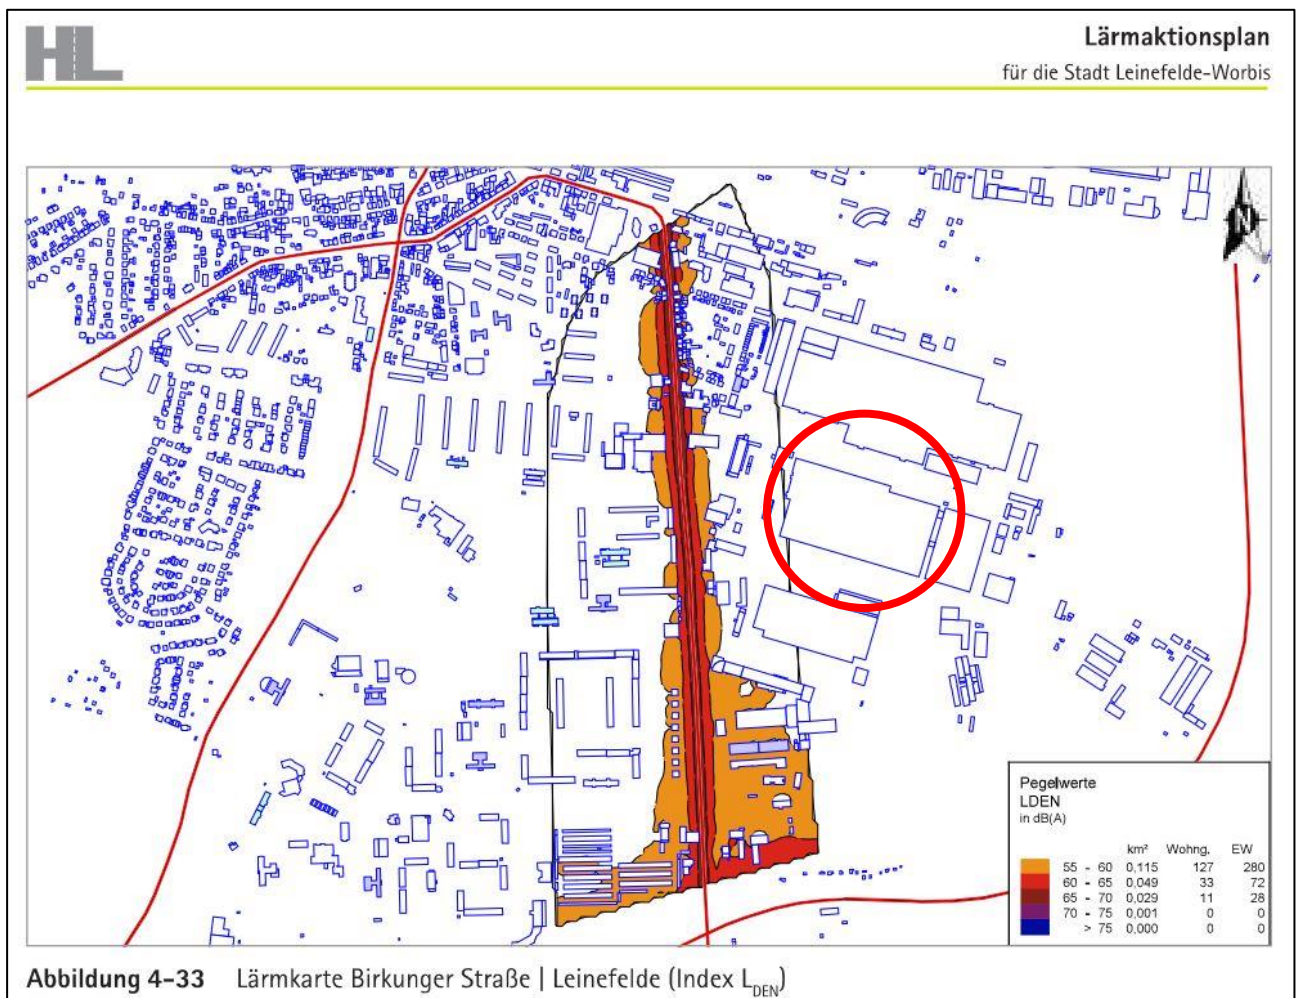 HL
Lärmaktionsplan
für die Stadt Leinefelde-Worbis
N
Pegelwerte
LDEN
in dB(A)
km² Wohng. EW
55 - 60 0,115 127 280
60 - 65 0,049 33 72
65 - 70 0,029 11 28
70 - 75 0,001 0 0
> 75 0,000 0 0
Abbildung 4-33 Lärmkarte Birkunger Straße | Leinefelde (Index LDEN)